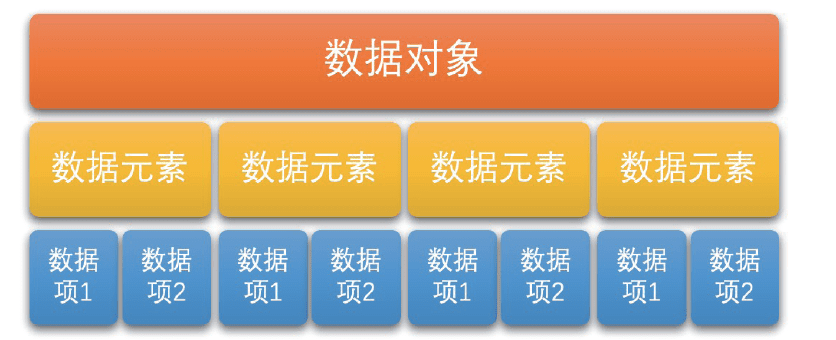 数据对象
数据元素 数据元素 数据元素 数据元素
数据 数据 数据 数据 数据 数据 数据 数据
项1 项2 项1 项2 项1 项2 项1 项2